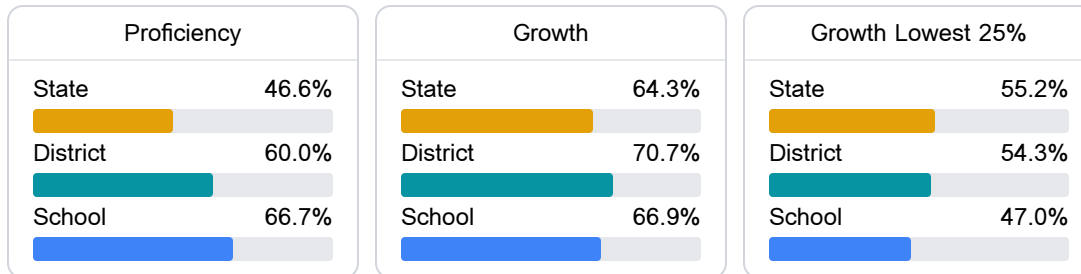 Proficiency
State 46.6%
District 60.0%
School 66.7%
Growth
State 64.3%
District 70.7%
School 66.9%
Growth Lowest 25%
State 55.2%
District 54.3%
School 47.0%